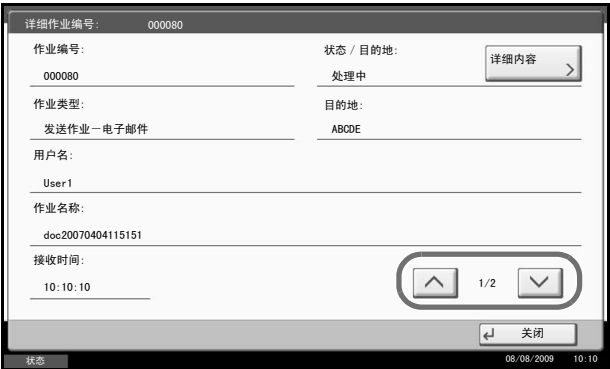 详细作业编号: 000080
作业编号:
000080
状态 / 目的地:
处理中
详细内容
作业类型:
发送作业－电子邮件
目的地:
ABCDE
用户名:
User1
作业名称:
doc20070404115151
接收时间:
10:10:10
1/2
关闭
状态 08/08/2009 10:10